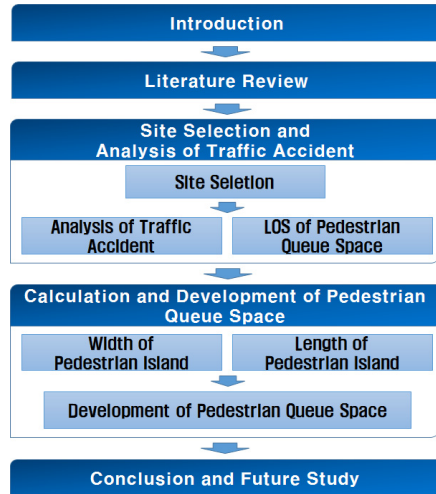 Introduction
Literature Review
Site Selection and
Analysis of Traffic Accident
Site Seletion
Analysis of Traffic
Accident
LOS of Pedestrian
Queue Space
Calculation and Development of Pedestrian
Queue Space
Width of
Pedestrian Island
Length of
Pedestrian Island
Development of Pedestrian Queue Space
Conclusion and Future Study